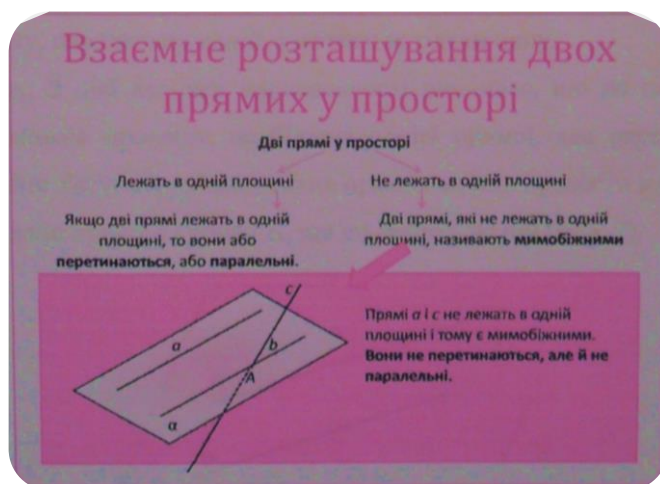 Взаємне розташування двох
прямих у просторі
Дві прямі у просторі
Лежать в одній площині
Не лежать в одній площині
Якщо дві прямі лежать в одній
площині, то вони або
перетинаються, або паралельні.
Дві прямі, які не лежать в одній
площині, називають мимобіжними
Прямі a і c не лежать в одній
площині і тому є мимобіжними.
Вони не перетинаються, але й не
паралельні.
c
a
b
A
α